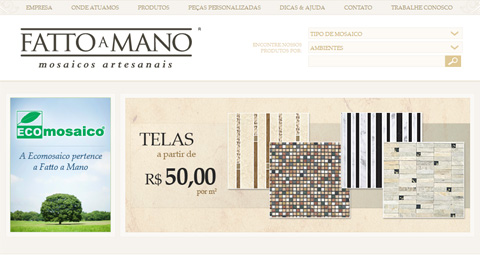 EMPRESA ONDE ATUAMOS PRODUTOS PEÇAS PERSONALIZADAS DICAS & AJUDA CONTATO TRABALHE CONOSCO
FATTO A MANO ®
mosaicos artesanais
ENCONTRE NOSSOS
PRODUTOS POR:
TIPO DE MOSAICO
AMBIENTES
ECOmosaico®
A Ecomosaico pertence
a Fatto a Mano
TELAS
a partir de
R$ 50,00
por m²